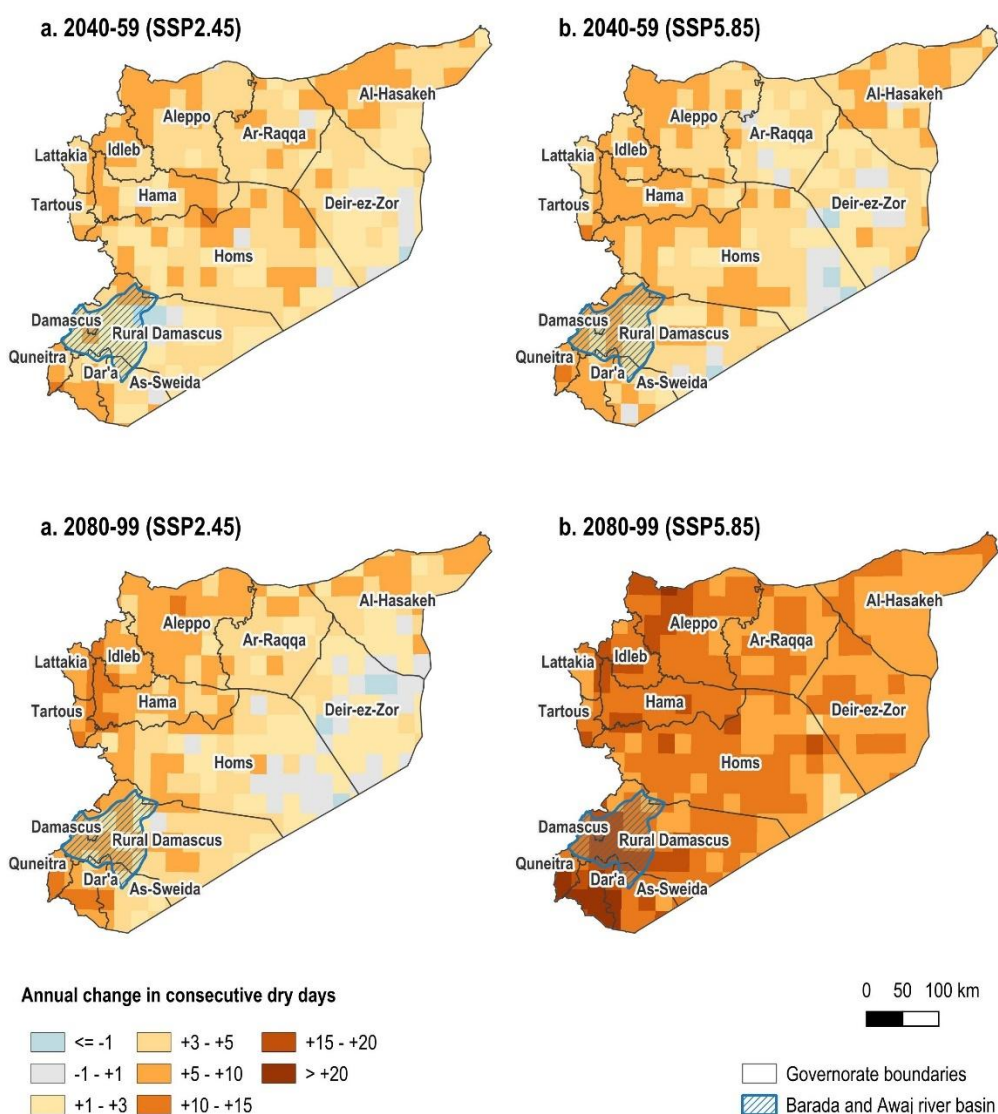 a. 2040-59 (SSP2.45)
Al-Hasakeh
Aleppo
Ar-Raqqa
Idleb
Lattakia
Hama
Deir-ez-Zor
Tartous
Homs
Damascus
Rural Damascus
Quneitra
Dar'a
As-Sweida
b. 2040-59 (SSP5.85)
Al-Hasakeh
Aleppo
Ar-Raqqa
Idleb
Lattakia
Hama
Deir-ez-Zor
Tartous
Homs
Damascus
Rural Damascus
Quneitra
Dar'a
As-Sweida
a. 2080-99 (SSP2.45)
Al-Hasakeh
Aleppo
Ar-Raqqa
Idleb
Lattakia
Hama
Deir-ez-Zor
Tartous
Homs
Damascus
Rural Damascus
Quneitra
Dar'a
As-Sweida
b. 2080-99 (SSP5.85)
Al-Hasakeh
Aleppo
Ar-Raqqa
Idleb
Lattakia
Hama
Deir-ez-Zor
Tartous
Homs
Damascus
Rural Damascus
Quneitra
Dar'a
As-Sweida
Annual change in consecutive dry days
<= -1
-1 - +1
+1 - +3
+3 - +5
+5 - +10
+10 - +15
+15 - +20
> +20
0 50 100 km
Governorate boundaries
Barada and Awaj river basin